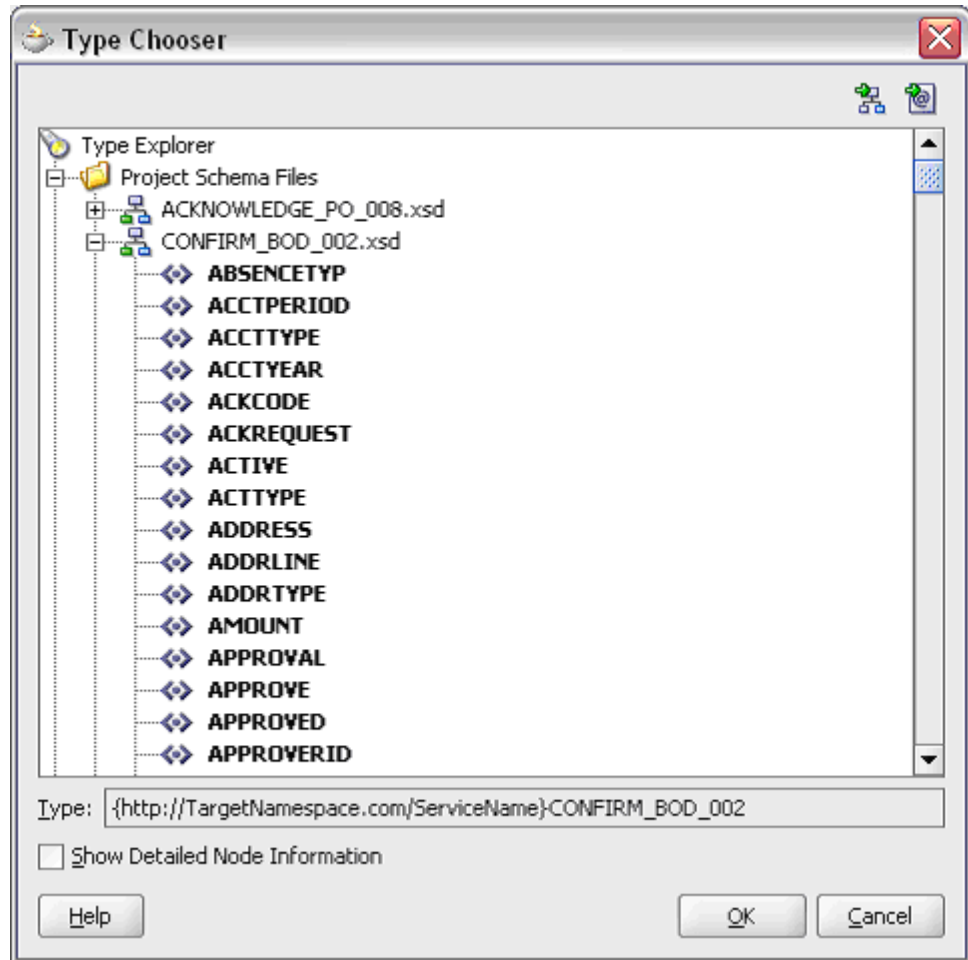 Type Chooser
Type Explorer
Project Schema Files
ACKNOWLEDGE_PO_008.xsd
CONFIRM_BOD_002.xsd
ABSENCETYP
ACCTPERIOD
ACCTTYPE
ACCTYEAR
ACKCODE
ACKREQUEST
ACTIVE
ACTTYPE
ADDRESS
ADDRLINE
ADDRTYPE
AMOUNT
APPROVAL
APPROVE
APPROVED
APPROVERID
Type: {http://TargetNamespace.com/ServiceName}CONFIRM_BOD_002
Show Detailed Node Information
Help OK Cancel